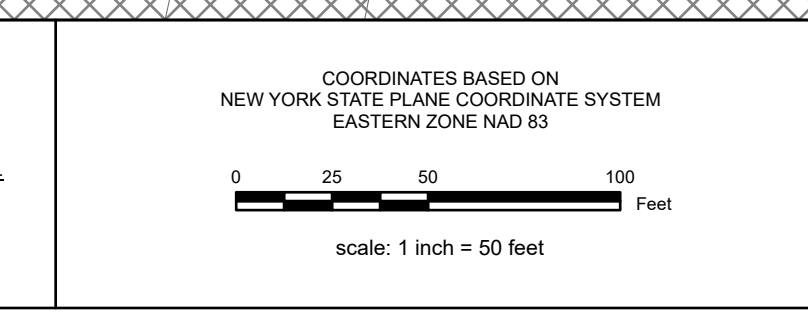 COORDINATES BASED ON
NEW YORK STATE PLANE COORDINATE SYSTEM
EASTERN ZONE NAD 83
0 25 50 100
Feet
scale: 1 inch = 50 feet